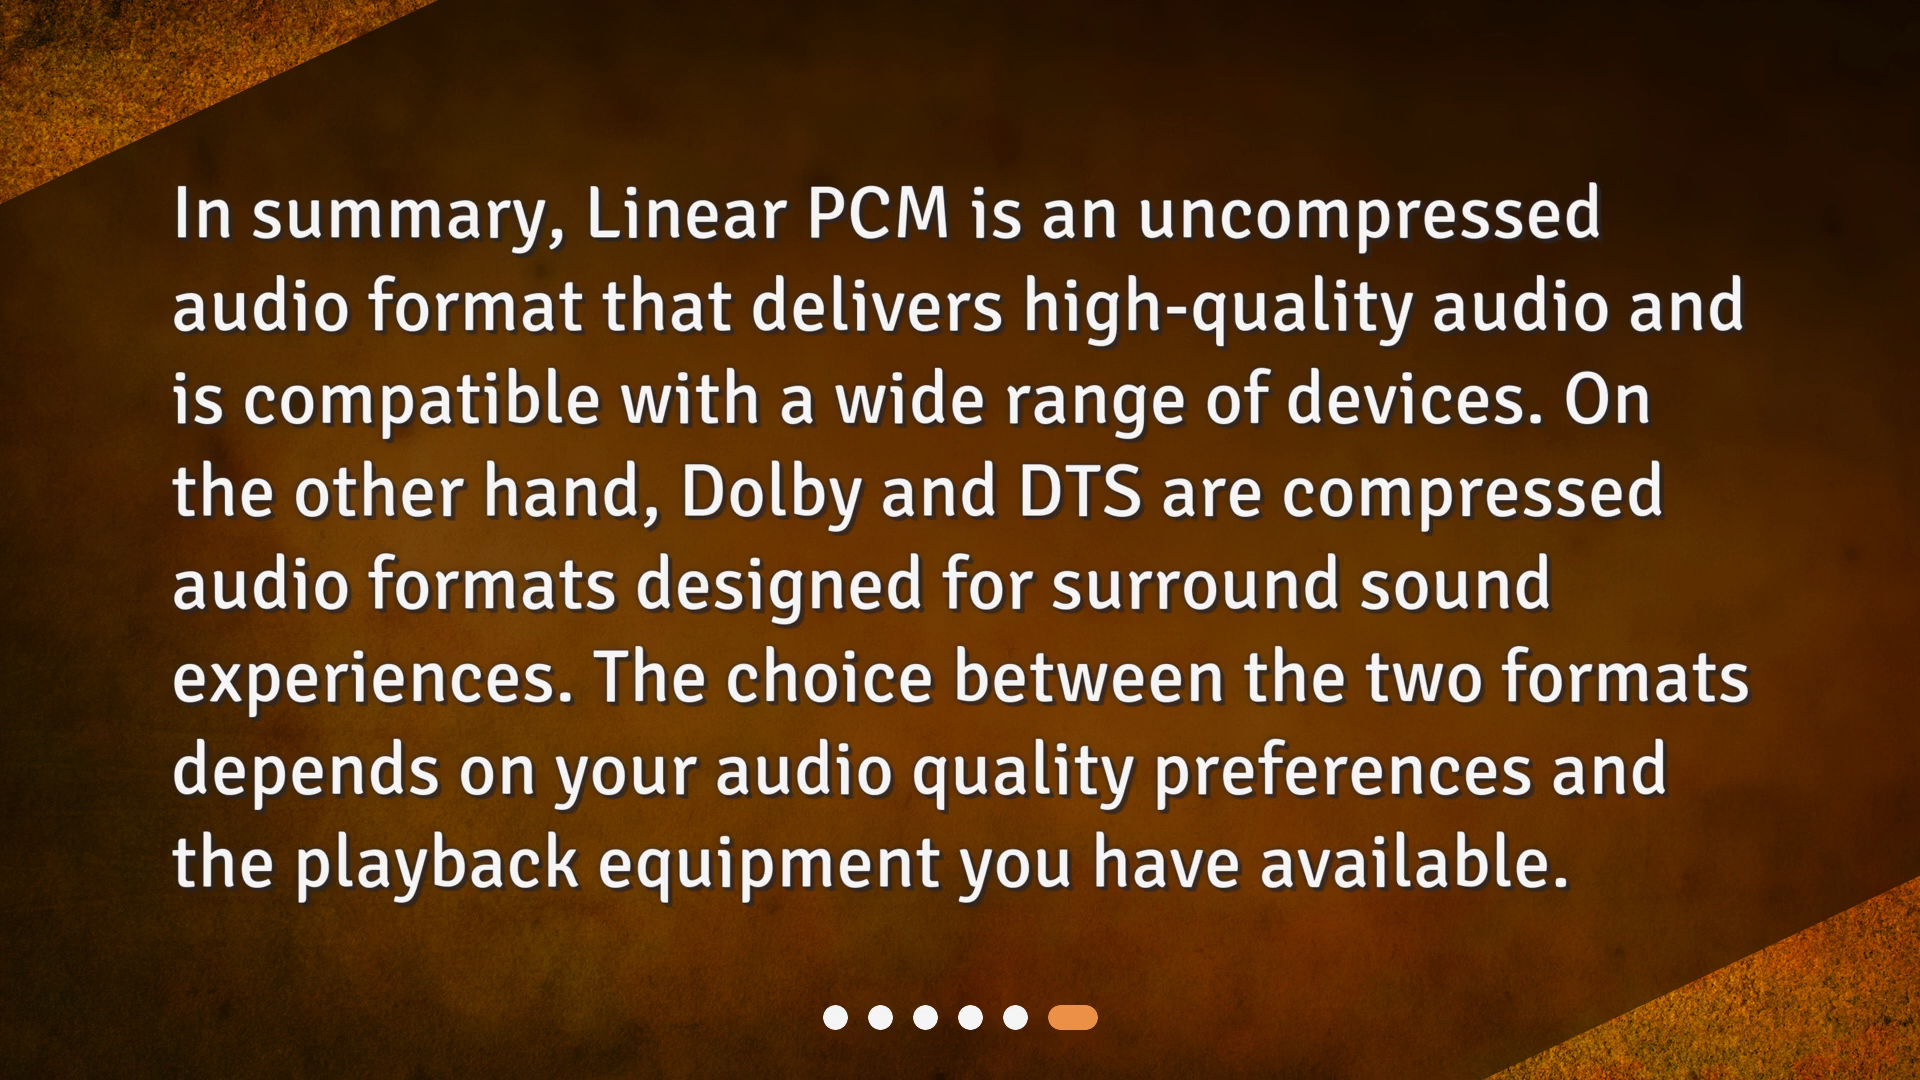 In summary, Linear PCM is an uncompressed
audio format that delivers high-quality audio and
is compatible with a wide range of devices. On
the other hand, Dolby and DTS are compressed
audio formats designed for surround sound
experiences. The choice between the two formats
depends on your audio quality preferences and
the playback equipment you have available.